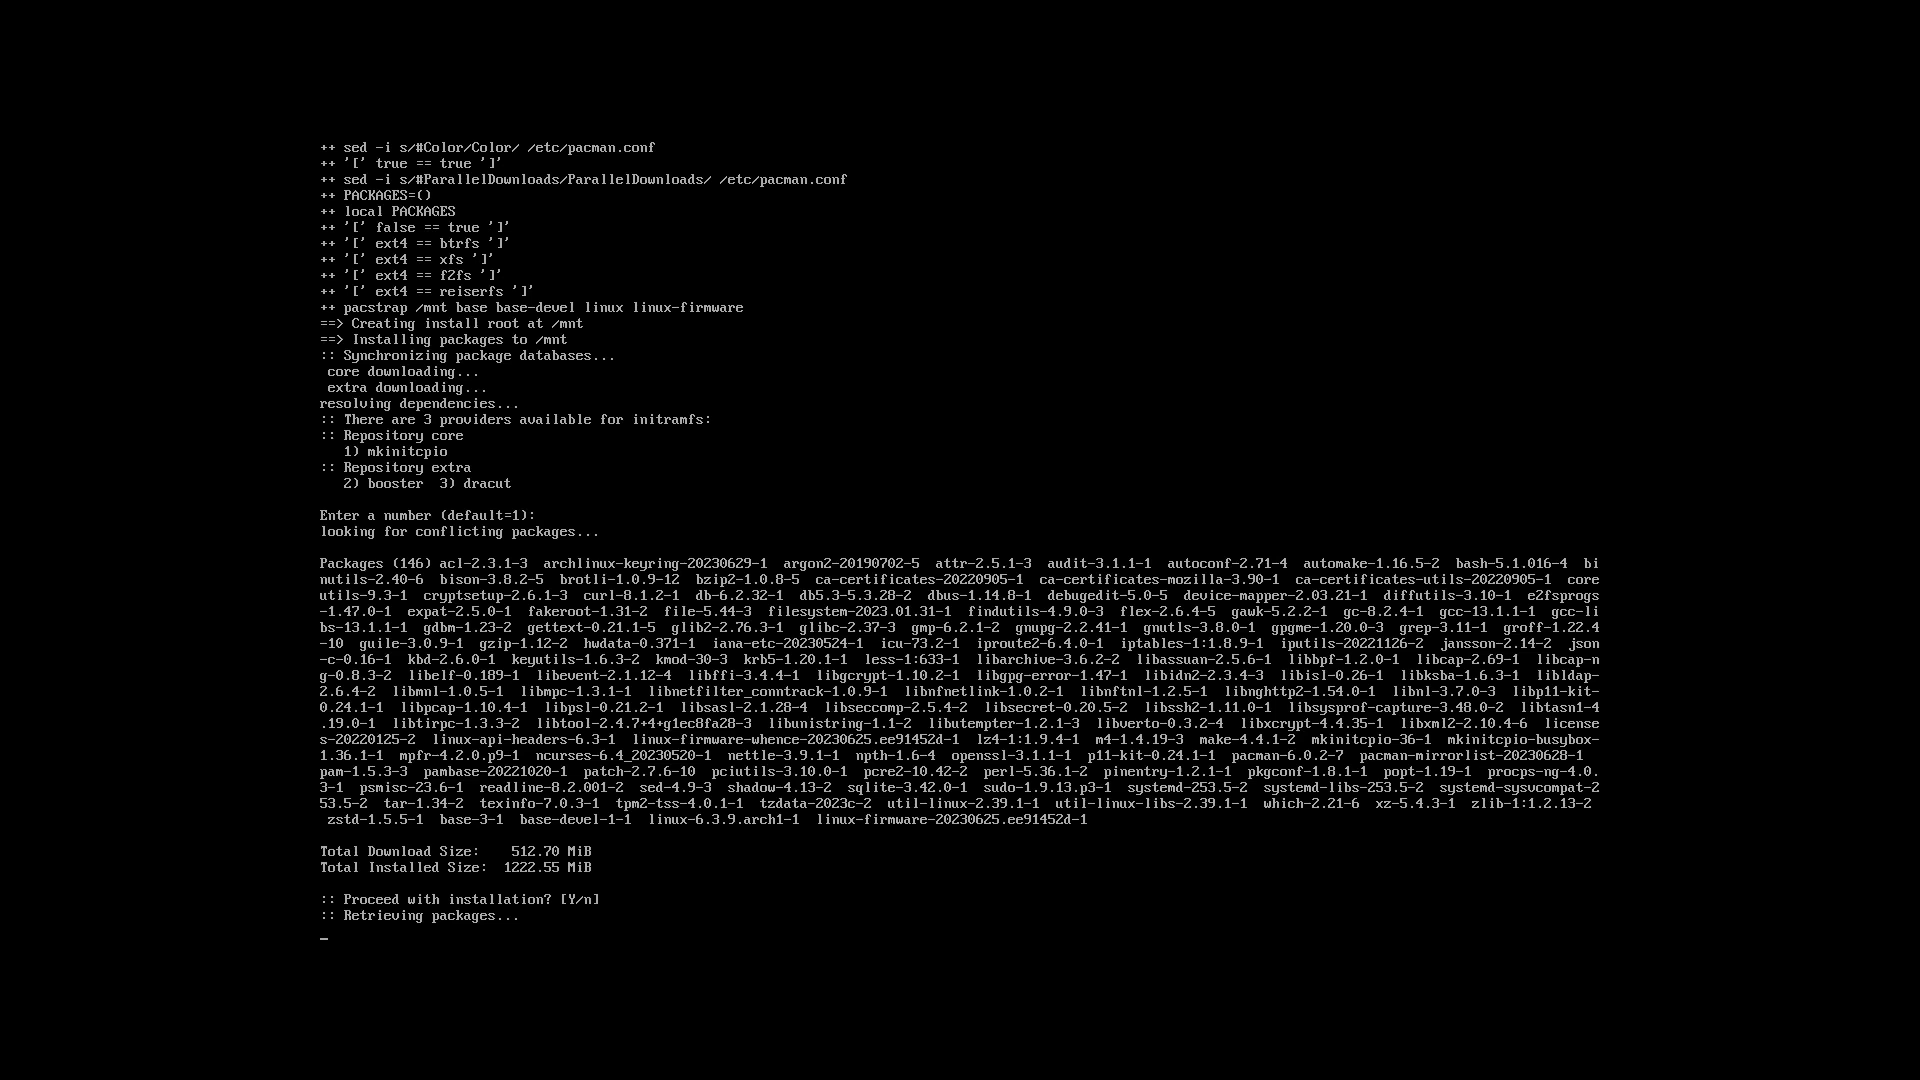 ++ sed -i s/#Color/Color/ /etc/pacman.conf
++ '[' true == true ']'
++ sed -i s/#ParallelDownloads/ParallelDownloads/ /etc/pacman.conf
++ PACKAGES=()
++ local PACKAGES
++ '[' false == true ']'
++ '[' ext4 == btrfs ']'
++ '[' ext4 == xfs ']'
++ '[' ext4 == f2fs ']'
++ '[' ext4 == reiserfs ']'
++ pacstrap /mnt base base-devel linux linux-firmware
==> Creating install root at /mnt
==> Installing packages to /mnt
:: Synchronizing package databases...
 core downloading...
 extra downloading...
resolving dependencies...
:: There are 3 providers available for initramfs:
:: Repository core
   1) mkinitcpio
:: Repository extra
   2) booster  3) dracut
Enter a number (default=1):
looking for conflicting packages...
Packages (146) acl-2.3.1-3  archlinux-keyring-20230629-1  argon2-20190702-5  attr-2.5.1-3  audit-3.1.1-1  autoconf-2.71-4  automake-1.16.5-2  bash-5.1.016-4  bi
nutils-2.40-6  bison-3.8.2-5  brotli-1.0.9-12  bzip2-1.0.8-5  ca-certificates-20220905-1  ca-certificates-mozilla-3.90-1  ca-certificates-utils-20220905-1  core
utils-9.3-1  cryptsetup-2.6.1-3  curl-8.1.2-1  db-6.2.32-1  db5.3-5.3.28-2  dbus-1.14.8-1  debugedit-5.0-5  device-mapper-2.03.21-1  diffutils-3.10-1  e2fsprogs
-1.47.0-1  expat-2.5.0-1  fakeroot-1.31-2  file-5.44-3  filesystem-2023.01.31-1  findutils-4.9.0-3  flex-2.6.4-5  gawk-5.2.2-1  gc-8.2.4-1  gcc-13.1.1-1  gcc-li
bs-13.1.1-1  gdbm-1.23-2  gettext-0.21.1-5  glib2-2.76.3-1  glibc-2.37-3  gmp-6.2.1-2  gnupg-2.2.41-1  gnutls-3.8.0-1  gpgme-1.20.0-3  grep-3.11-1  groff-1.22.4
-10  guile-3.0.9-1  gzip-1.12-2  hwdata-0.371-1  iana-etc-20230524-1  icu-73.2-1  iproute2-6.4.0-1  iptables-1:1.8.9-1  iputils-20221126-2  jansson-2.14-2  json
-c-0.16-1  kbd-2.6.0-1  keyutils-1.6.3-2  kmod-30-3  krb5-1.20.1-1  less-1:633-1  libarchive-3.6.2-2  libassuan-2.5.6-1  libbpf-1.2.0-1  libcap-2.69-1  libcap-n
g-0.8.3-2  libelf-0.189-1  libevent-2.1.12-4  libffi-3.4.4-1  libgcrypt-1.10.2-1  libgpg-error-1.47-1  libidn2-2.3.4-3  libisl-0.26-1  libksba-1.6.3-1  libldap-
2.6.4-2  libmnl-1.0.5-1  libmpc-1.3.1-1  libnetfilter_conntrack-1.0.9-1  libnfnetlink-1.0.2-1  libnftnl-1.2.5-1  libnghttp2-1.54.0-1  libnl-3.7.0-3  libp11-kit-
0.24.1-1  libpcap-1.10.4-1  libpsl-0.21.2-1  libsasl-2.1.28-4  libseccomp-2.5.4-2  libsecret-0.20.5-2  libssh2-1.11.0-1  libsysprof-capture-3.48.0-2  libtasn1-4
.19.0-1  libtirpc-1.3.3-2  libtool-2.4.7+4+g1ec8fa28-3  libunistring-1.1-2  libutempter-1.2.1-3  libverto-0.3.2-4  libxcrypt-4.4.35-1  libxml2-2.10.4-6  license
s-20220125-2  linux-api-headers-6.3-1  linux-firmware-whence-20230625.ee91452d-1  lz4-1:1.9.4-1  m4-1.4.19-3  make-4.4.1-2  mkinitcpio-36-1  mkinitcpio-busybox-
1.36.1-1  mpfr-4.2.0.p9-1  ncurses-6.4_20230520-1  nettle-3.9.1-1  npth-1.6-4  openssl-3.1.1-1  p11-kit-0.24.1-1  pacman-6.0.2-7  pacman-mirrorlist-20230628-1
pam-1.5.3-3  pambase-20221020-1  patch-2.7.6-10  pciutils-3.10.0-1  pcre2-10.42-2  perl-5.36.1-2  pinentry-1.2.1-1  pkgconf-1.8.1-1  popt-1.19-1  procps-ng-4.0.
3-1  psmisc-23.6-1  readline-8.2.001-2  sed-4.9-3  shadow-4.13-2  sqlite-3.42.0-1  sudo-1.9.13.p3-1  systemd-253.5-2  systemd-libs-253.5-2  systemd-sysvcompat-2
53.5-2  tar-1.34-2  texinfo-7.0.3-1  tpm2-tss-4.0.1-1  tzdata-2023c-2  util-linux-2.39.1-1  util-linux-libs-2.39.1-1  which-2.21-6  xz-5.4.3-1  zlib-1:1.2.13-2
 zstd-1.5.5-1  base-3-1  base-devel-1-1  linux-6.3.9.arch1-1  linux-firmware-20230625.ee91452d-1
Total Download Size:    512.70 MiB
Total Installed Size:  1222.55 MiB
:: Proceed with installation? [Y/n]
:: Retrieving packages...
_